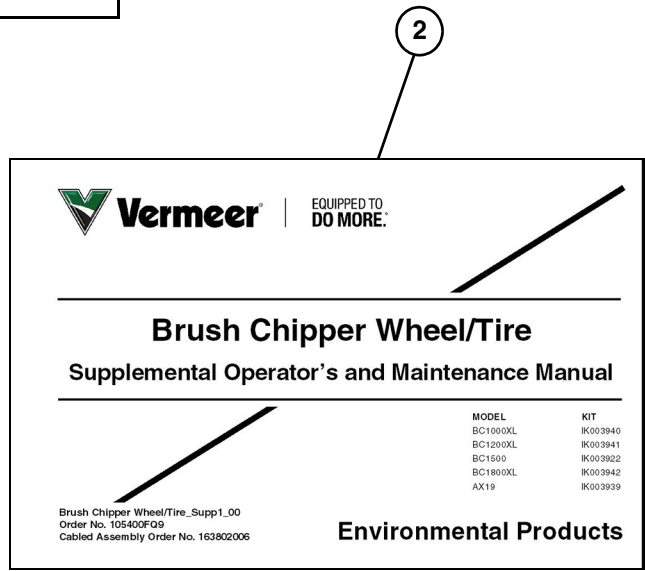 2
Vermeer® EQUIPPED TO
DO MORE.®
Brush Chipper Wheel/Tire
Supplemental Operator's and Maintenance Manual
MODEL KIT
BC1000XL IK003940
BC1200XL IK003941
BC1500 IK003922
BC1800XL IK003942
AX19 IK003939
Brush Chipper Wheel/Tire_Supp1_00
Order No. 105400FQ9
Cabled Assembly Order No. 163802006
Environmental Products